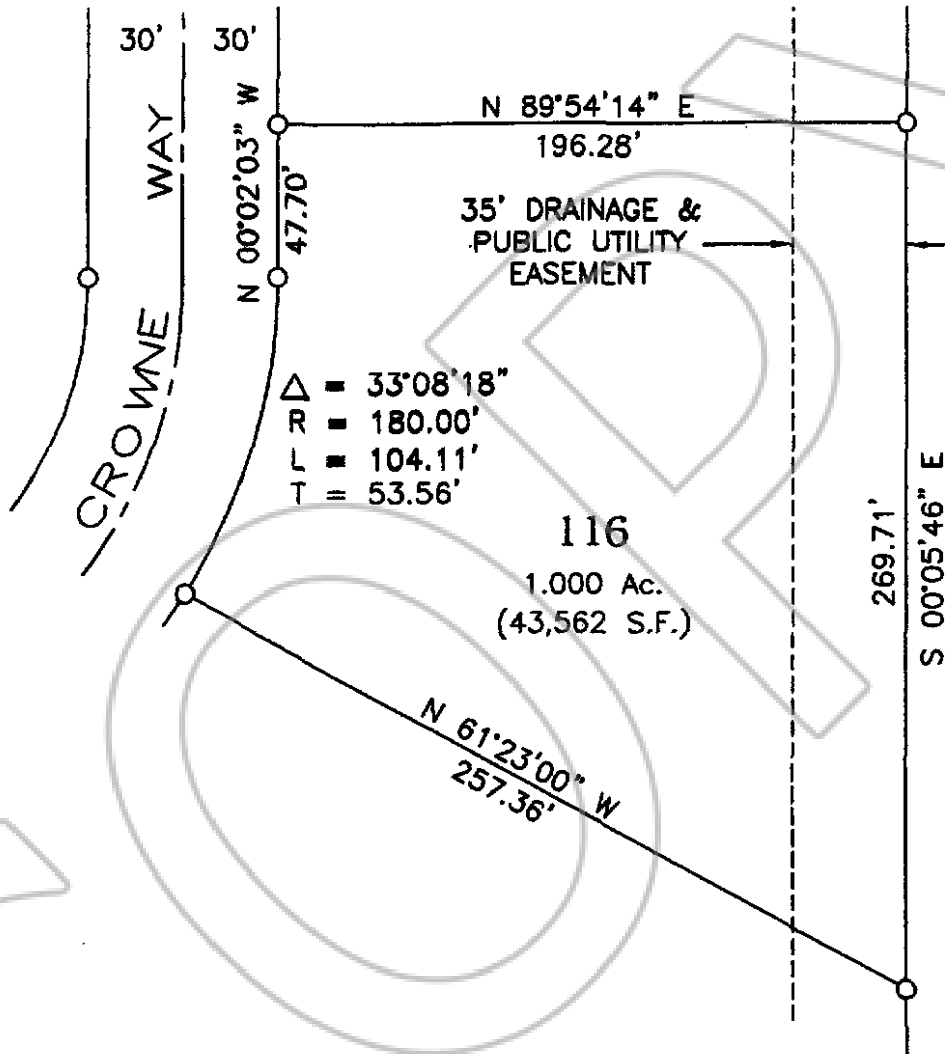 30' 30'
CROWNE WAY
N 00°02'03" W
47.70'
N 89°54'14" E
196.28'
35' DRAINAGE &
PUBLIC UTILITY
EASEMENT
Δ = 33°08'18"
R = 180.00'
L = 104.11'
T = 53.56'
116
1.000 Ac.
(43,562 S.F.)
269.71'
S 00°05'46" E
N 61°23'00" W
257.36'